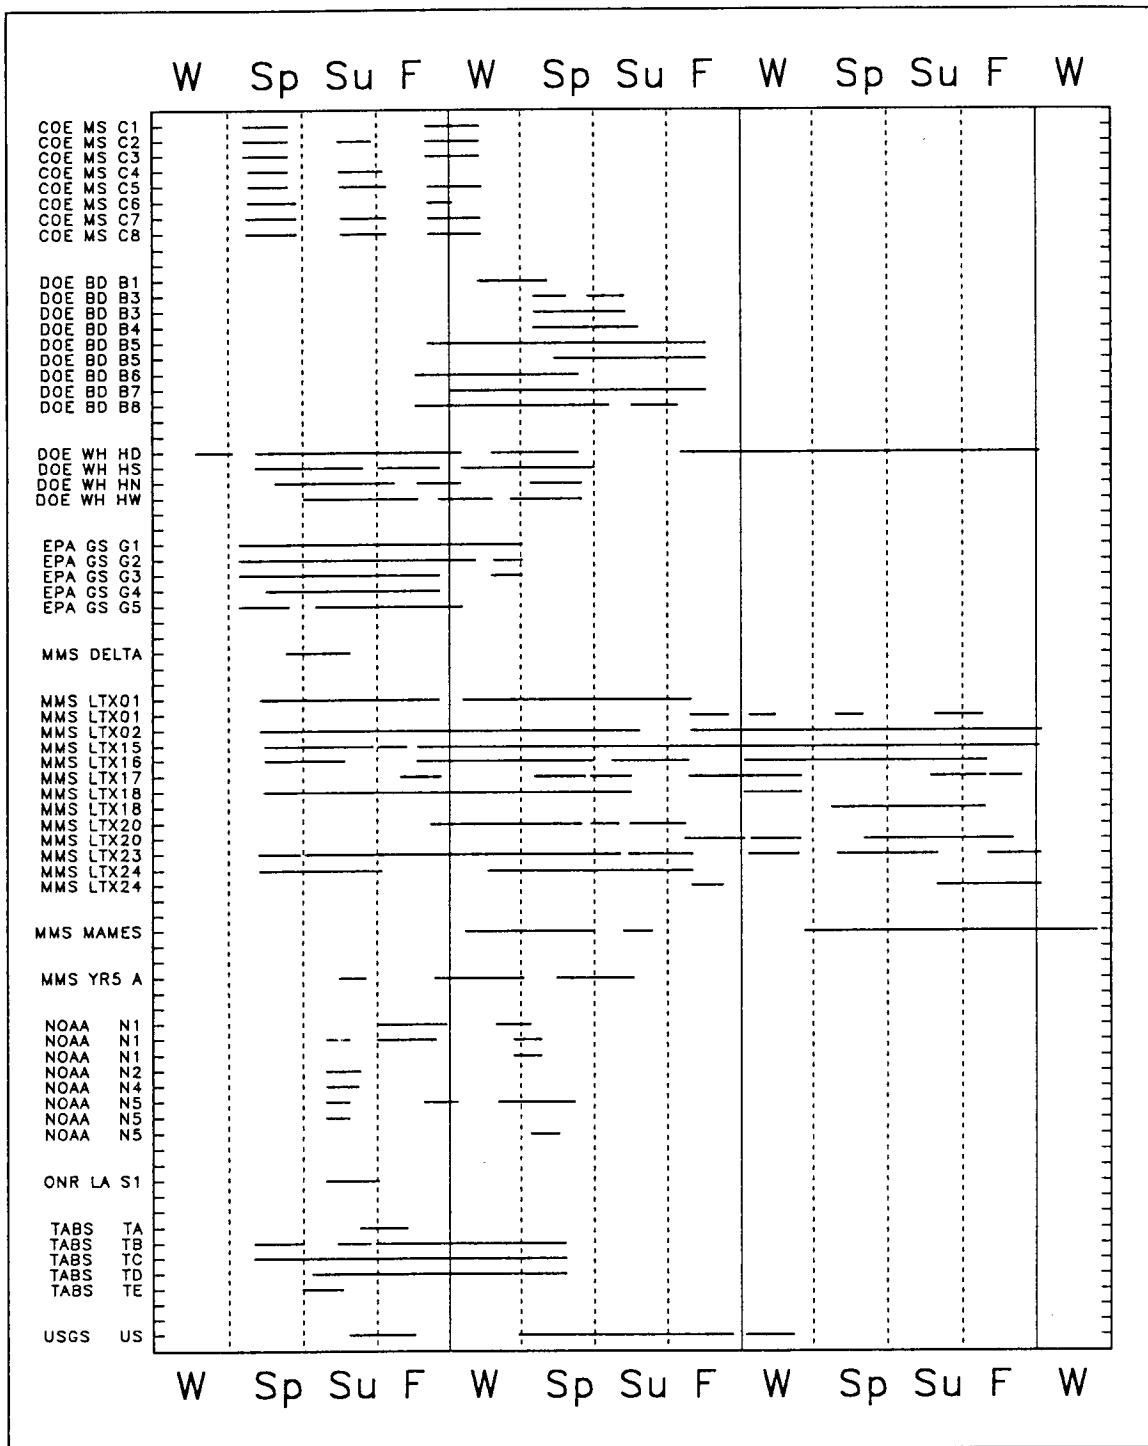 W Sp Su F W Sp Su F W Sp Su F W
COE MS C1
COE MS C2
COE MS C3
COE MS C4
COE MS C5
COE MS C6
COE MS C7
COE MS C8
DOE BD B1
DOE BD B3
DOE BD B3
DOE BD B4
DOE BD B5
DOE BD B5
DOE BD B6
DOE BD B7
DOE BD B8
DOE WH HD
DOE WH HS
DOE WH HN
DOE WH HW
EPA GS G1
EPA GS G2
EPA GS G3
EPA GS G4
EPA GS G5
MMS DELTA
MMS LTX01
MMS LTX01
MMS LTX02
MMS LTX15
MMS LTX16
MMS LTX17
MMS LTX18
MMS LTX18
MMS LTX20
MMS LTX20
MMS LTX23
MMS LTX24
MMS LTX24
MMS MAMES
MMS YR5 A
NOAA N1
NOAA N1
NOAA N1
NOAA N2
NOAA N4
NOAA N5
NOAA N5
NOAA N5
ONR LA S1
TABS TA
TABS TB
TABS TC
TABS TD
TABS TE
USGS US
W Sp Su F W Sp Su F W Sp Su F W